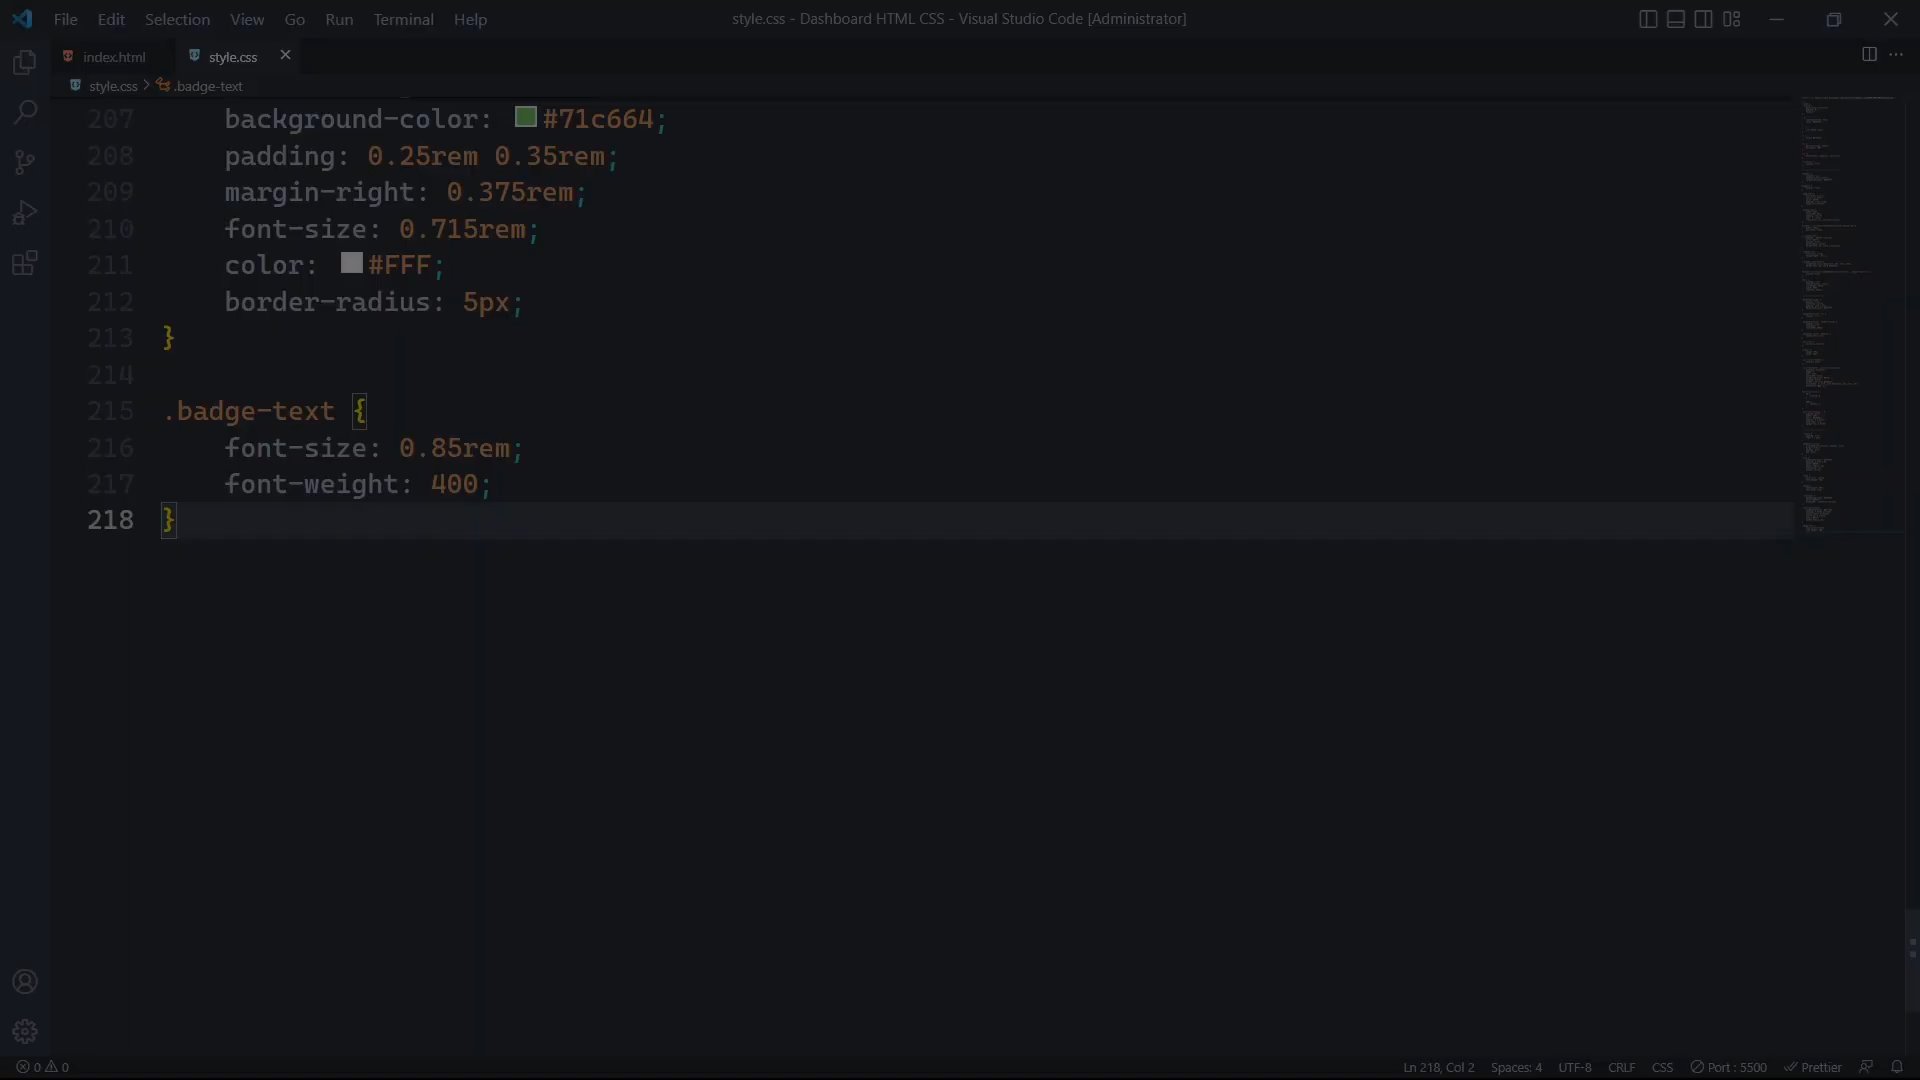 File Edit Selection View Go Run Terminal Help
style.css - Dashboard HTML CSS - Visual Studio Code [Administrator]
index.html style.css
style.css > .badge-text
207 background-color: #71c664;
208 padding: 0.25rem 0.35rem;
209 margin-right: 0.375rem;
210 font-size: 0.715rem;
211 color: #FFF;
212 border-radius: 5px;
213 }
214
215 .badge-text {
216 font-size: 0.85rem;
217 font-weight: 400;
218 }
0 0 Ln 218, Col 2 Spaces: 4 UTF-8 CRLF CSS Port : 5500 Prettier